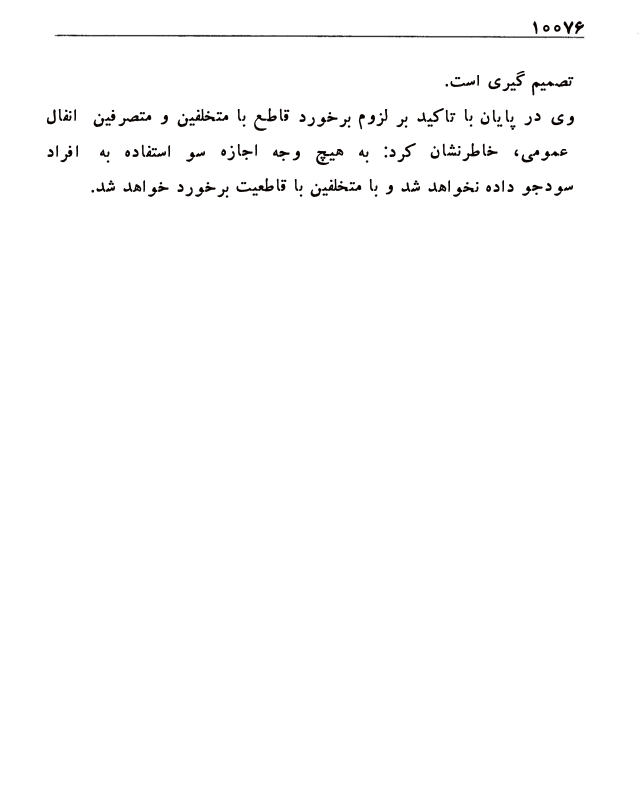 ۱۰۰۷۶
تصمیم گیری است.
وی در پایان با تاکید بر لزوم برخورد قاطع با متخلفین و متصرفین انفال
عمومی، خاطرنشان کرد: به هیچ وجه اجازه سو استفاده به افراد
سودجو داده نخواهد شد و با متخلفین با قاطعیت برخورد خواهد شد.